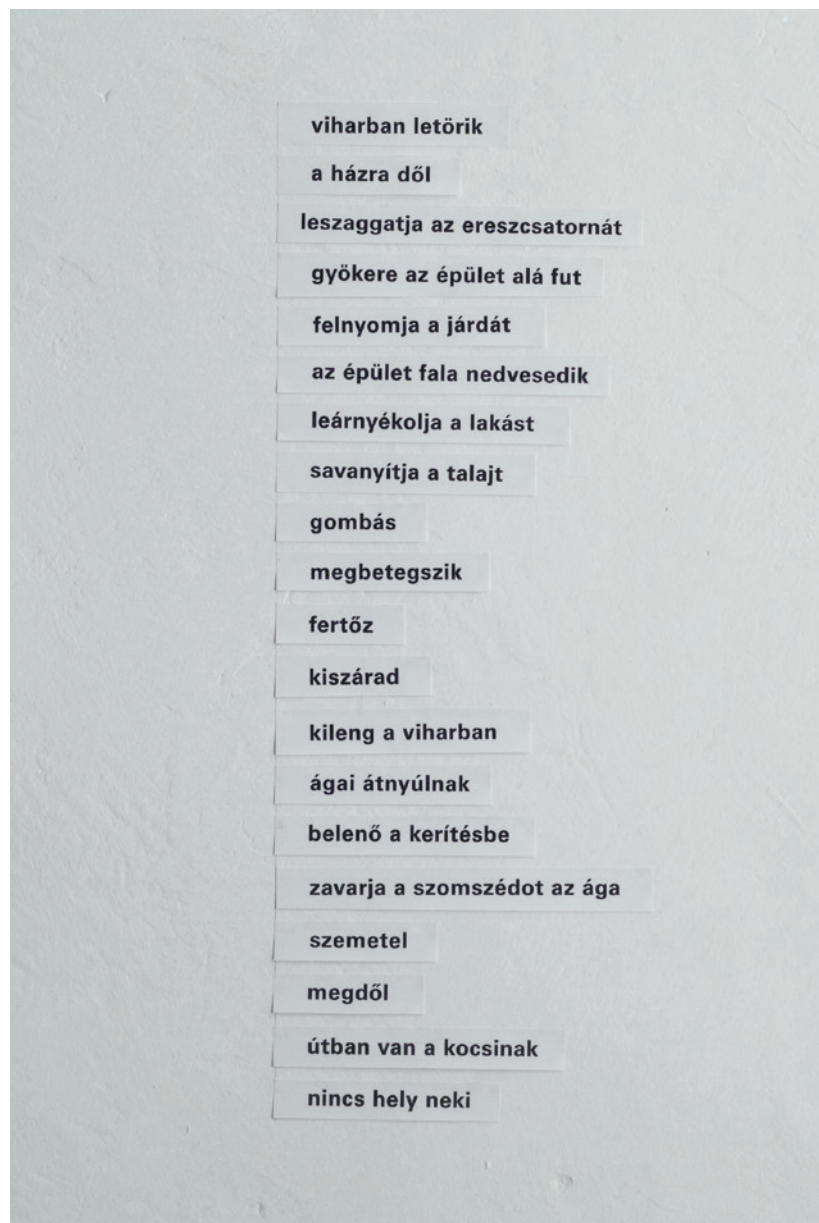 viharban letörik
a házra dől
leszaggatja az ereszcsatornát
gyökere az épület alá fut
felnyomja a járdát
az épület fala nedvesedik
leárnyékolja a lakást
savanyítja a talajt
gombás
megbetegszik
fertőz
kiszárad
kileng a viharban
ágai átnyúlnak
belenő a kerítésbe
zavarja a szomszédot az ága
szemetel
megdől
útban van a kocsinak
nincs hely neki